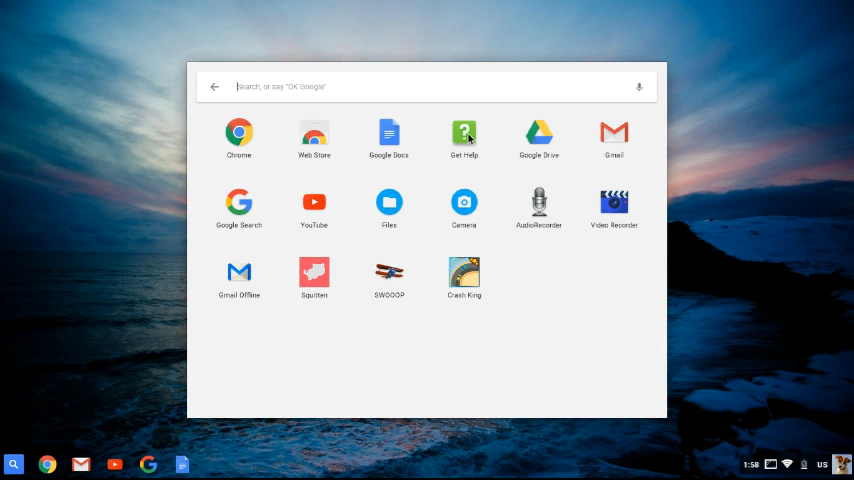 Search, or say "OK Google"
Chrome
Web Store
Google Docs
Get Help
Google Drive
Gmail
Google Search
YouTube
Files
Camera
AudioRecorder
Video Recorder
Gmail Offline
Squitten
SWOOOP
Crash King
1:58 US